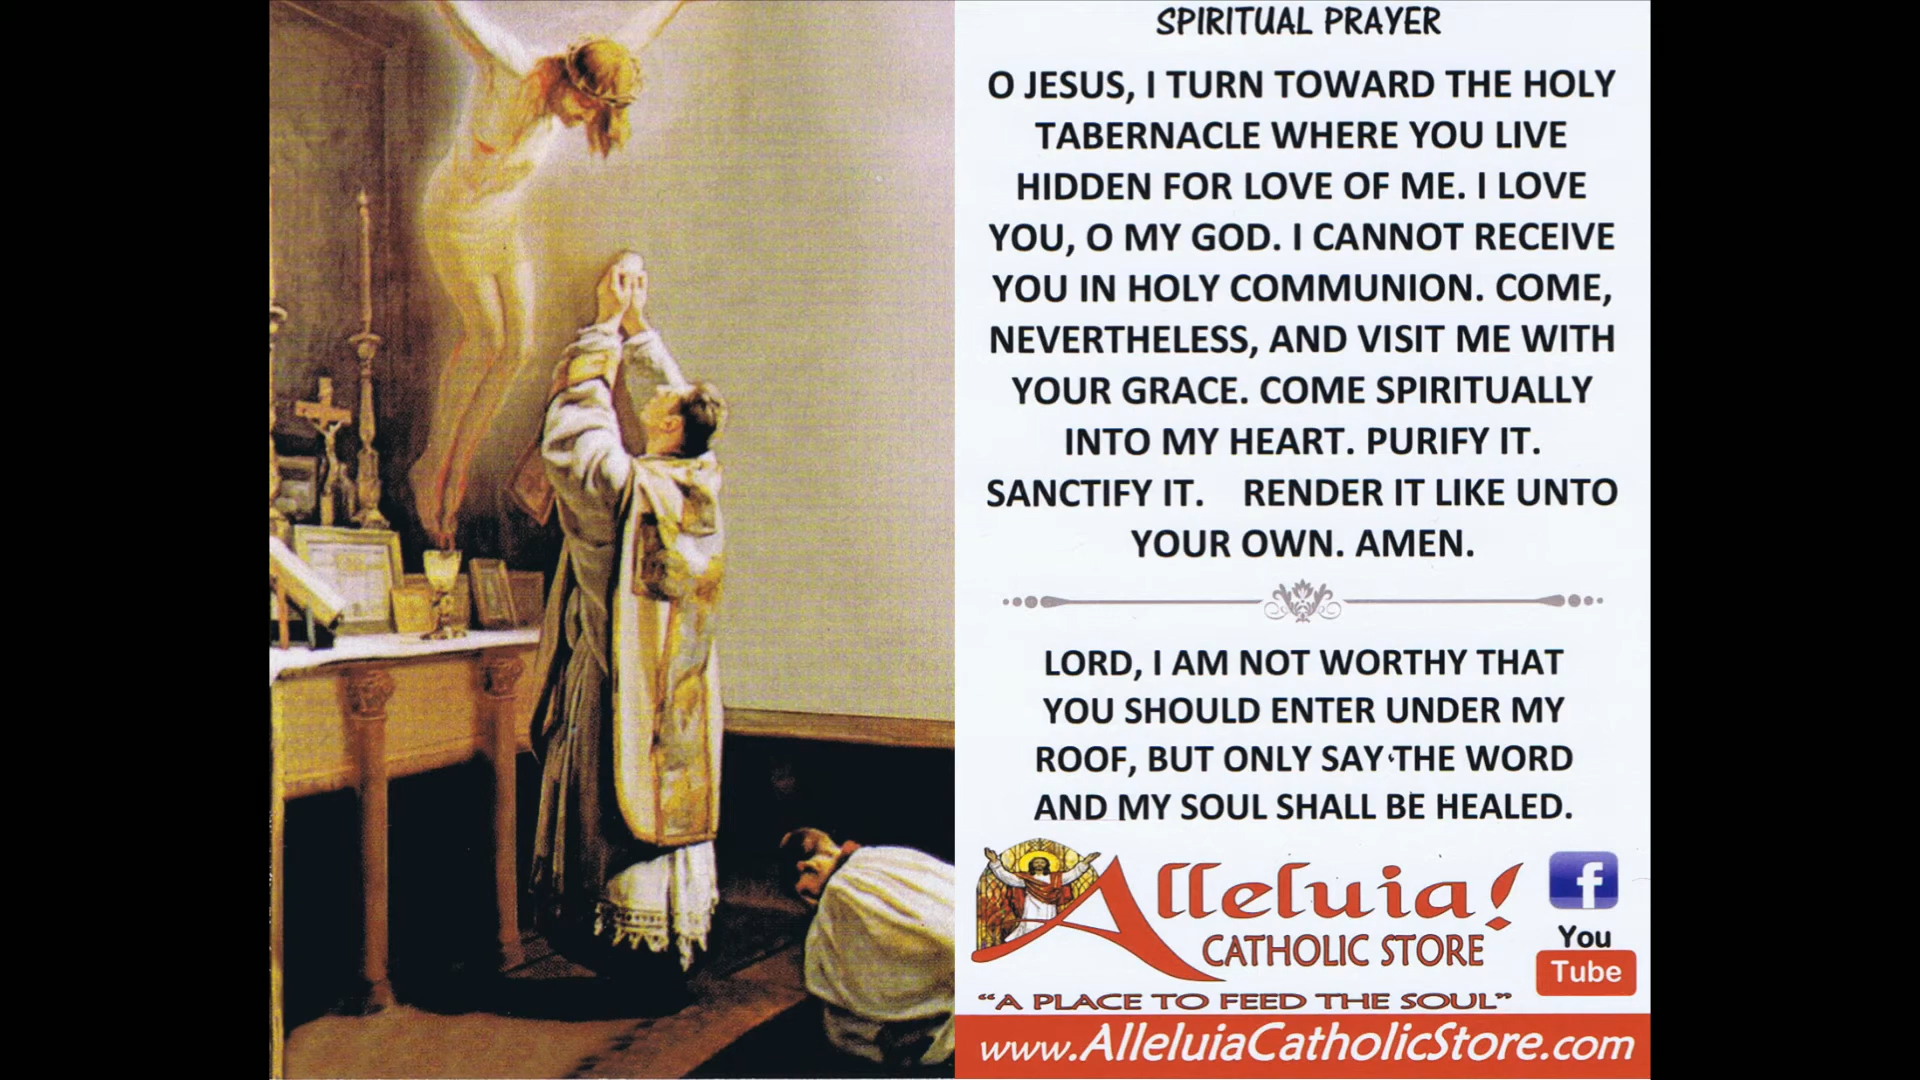 SPIRITUAL PRAYER
O JESUS, I TURN TOWARD THE HOLY
TABERNACLE WHERE YOU LIVE
HIDDEN FOR LOVE OF ME. I LOVE
YOU, O MY GOD. I CANNOT RECEIVE
YOU IN HOLY COMMUNION. COME,
NEVERTHELESS, AND VISIT ME WITH
YOUR GRACE. COME SPIRITUALLY
INTO MY HEART. PURIFY IT.
SANCTIFY IT. RENDER IT LIKE UNTO
YOUR OWN. AMEN.
LORD, I AM NOT WORTHY THAT
YOU SHOULD ENTER UNDER MY
ROOF, BUT ONLY SAY THE WORD
AND MY SOUL SHALL BE HEALED.
Alleluia!
CATHOLIC STORE
"A PLACE TO FEED THE SOUL"
f
You
Tube
www.AlleluiaCatholicStore.com